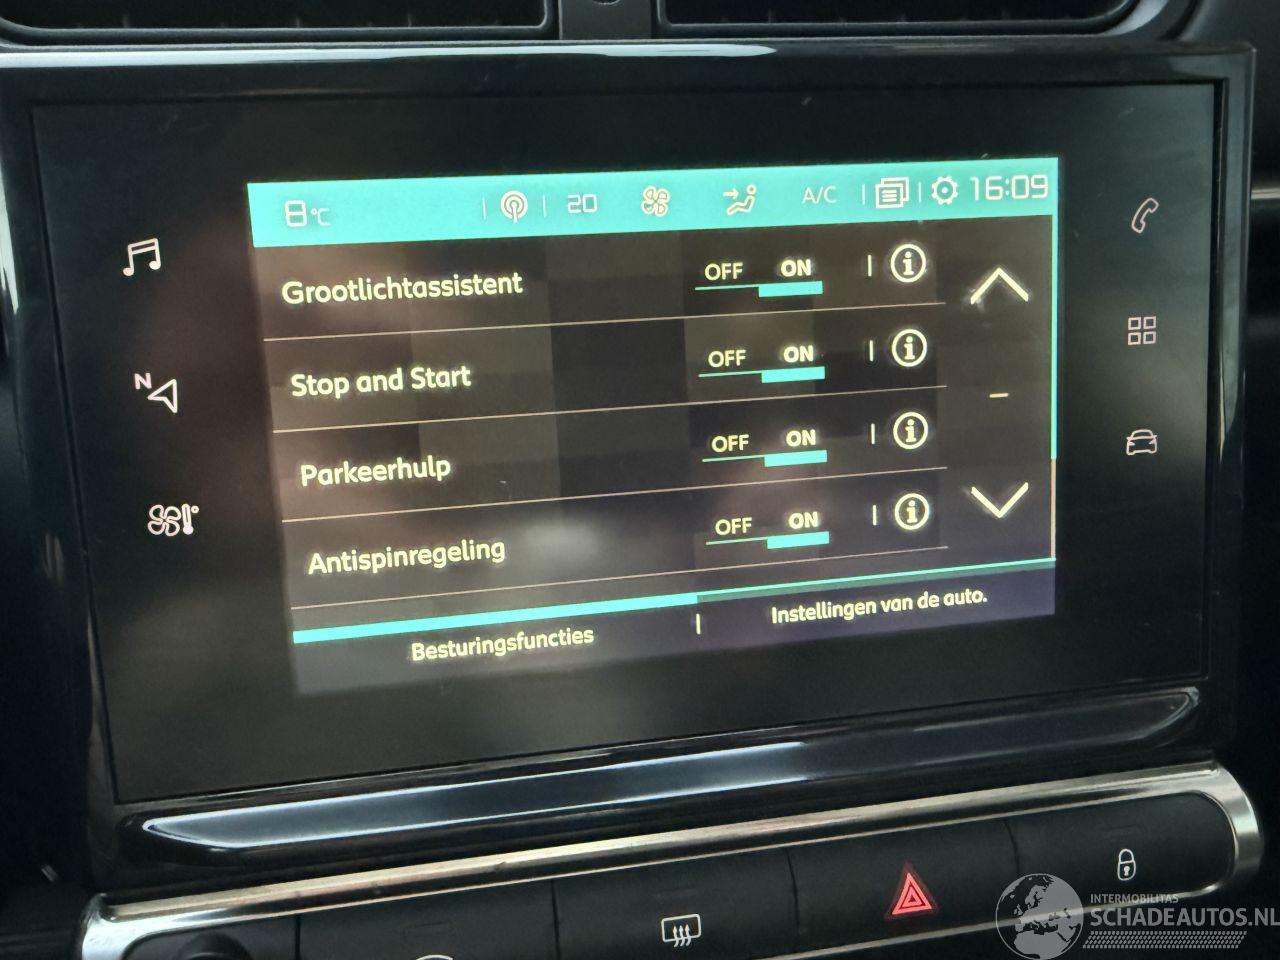 8°C 20 A/C 16:09
Grootlichtassistent OFF ON
Stop and Start OFF ON
Parkeerhulp OFF ON
Antispinregeling OFF ON
Besturingsfuncties Instellingen van de auto.
N
INTERMOBILITAS
SCHADEAUTOS.NL